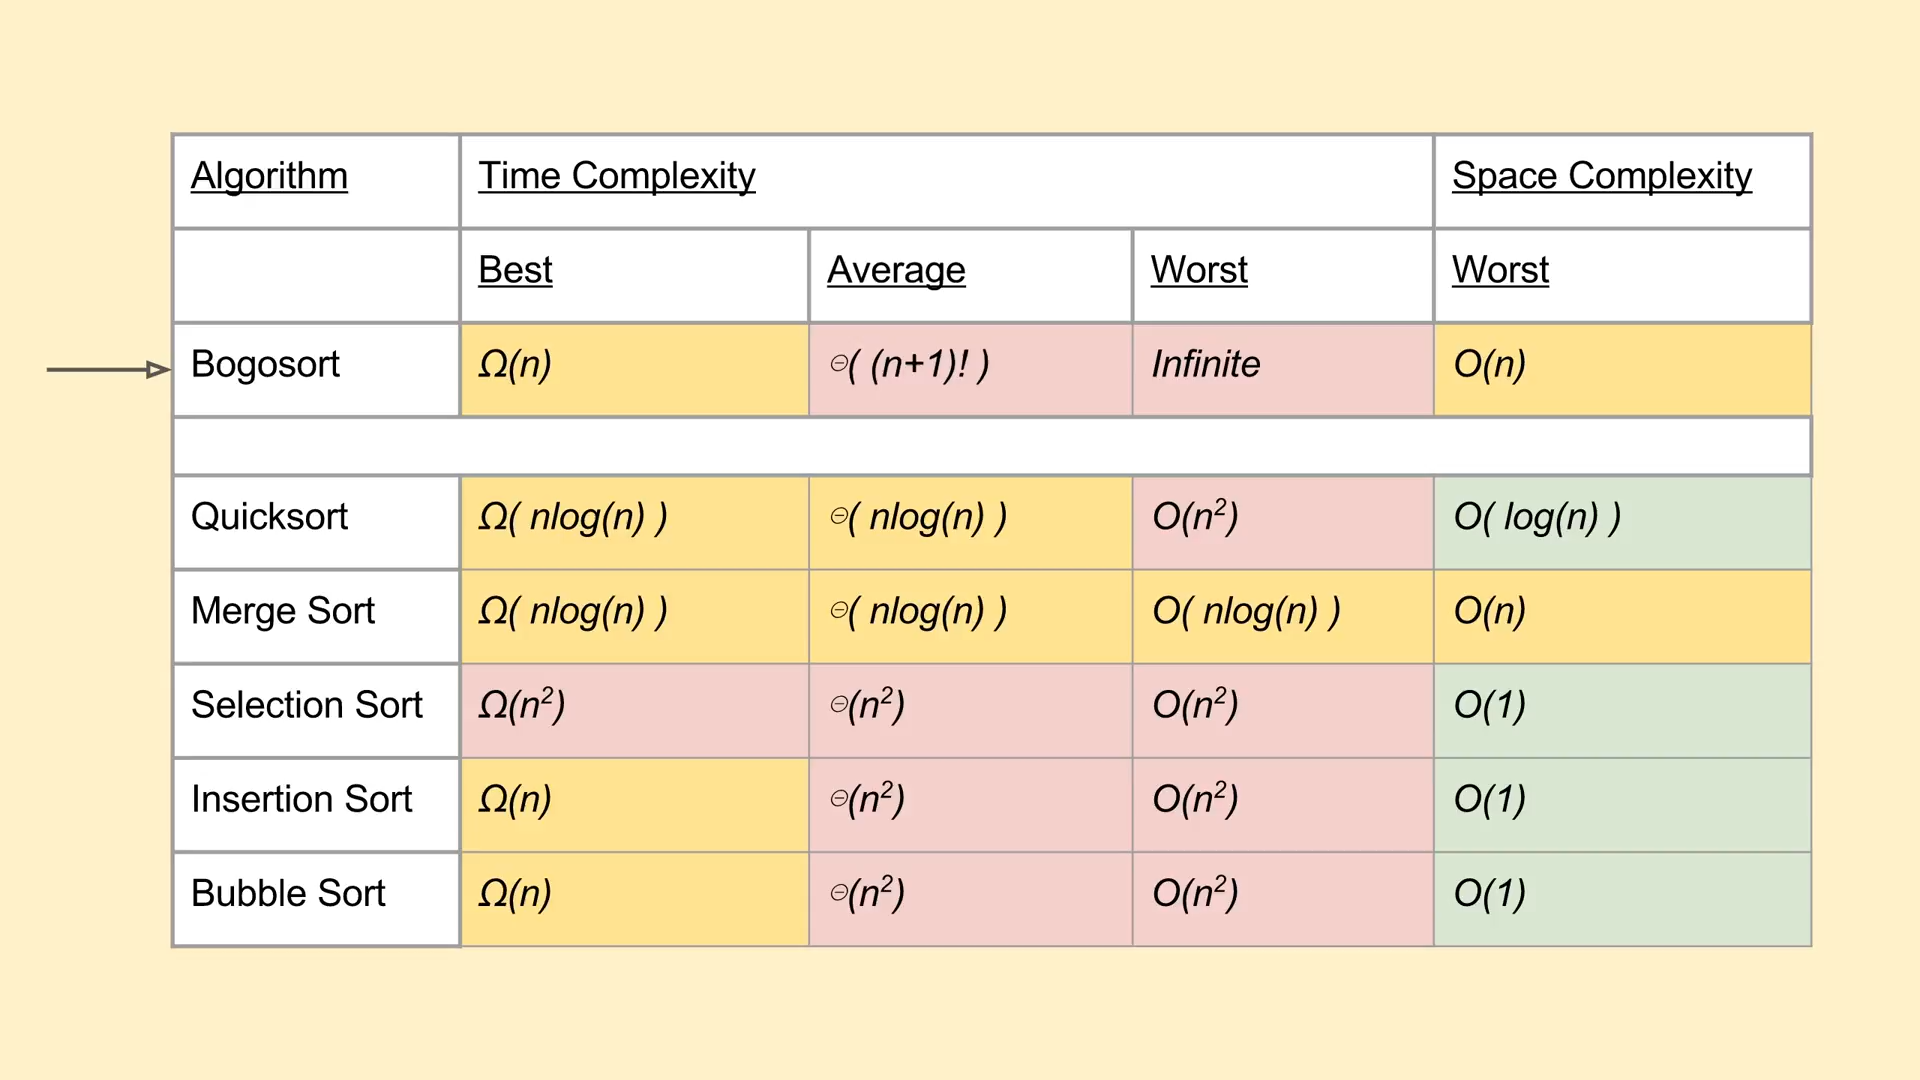 Algorithm Time Complexity Space Complexity
Best Average Worst Worst
Bogosort Ω(n) Θ( (n+1)! ) Infinite O(n)
Quicksort Ω( nlog(n) ) Θ( nlog(n) ) O(n²) O( log(n) )
Merge Sort Ω( nlog(n) ) Θ( nlog(n) ) O( nlog(n) ) O(n)
Selection Sort Ω(n²) Θ(n²) O(n²) O(1)
Insertion Sort Ω(n) Θ(n²) O(n²) O(1)
Bubble Sort Ω(n) Θ(n²) O(n²) O(1)